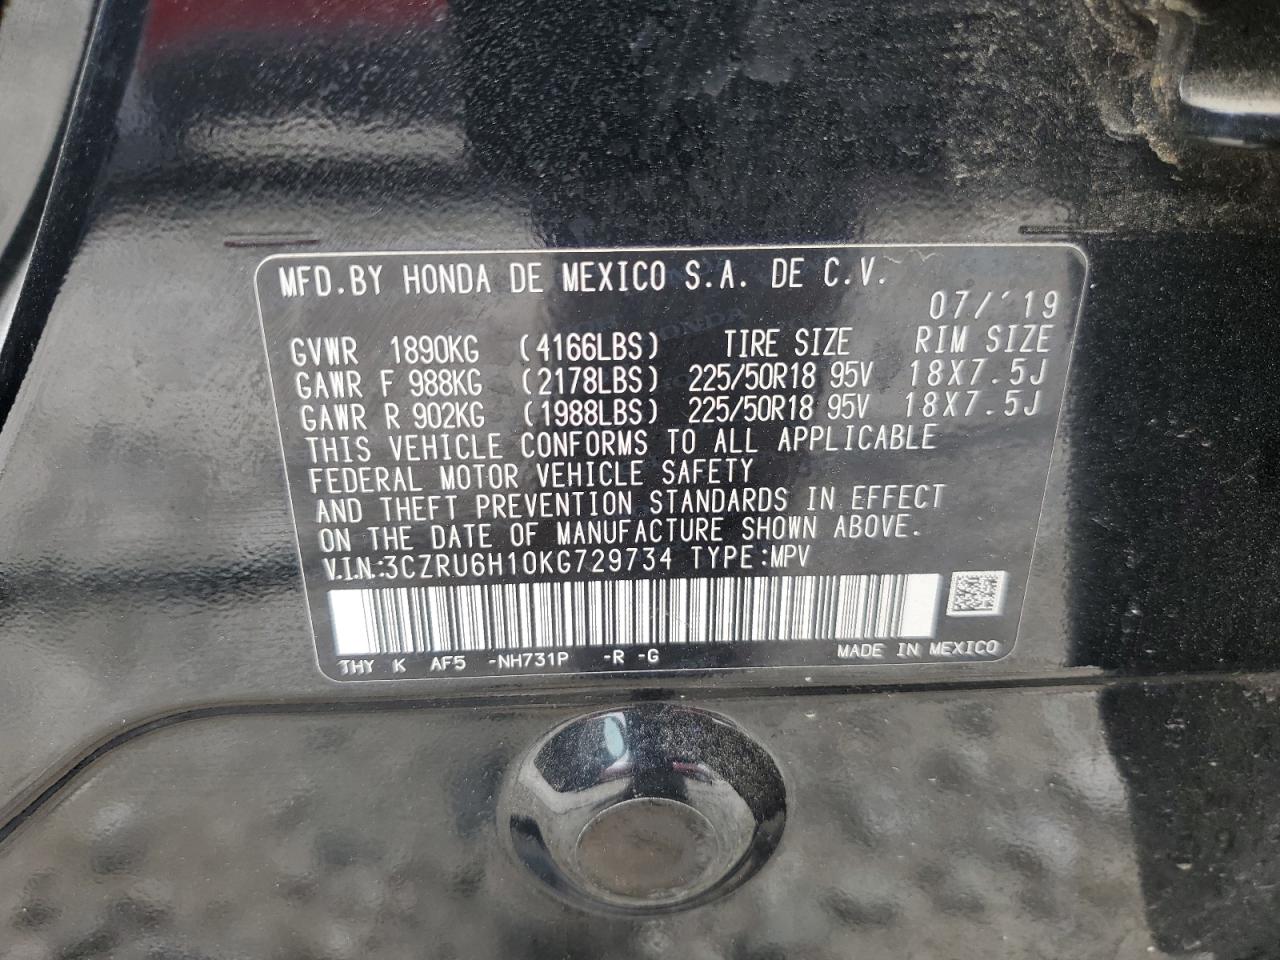 MFD.BY HONDA DE MEXICO S.A. DE C.V.
07/'19
GVWR 1890KG (4166LBS) TIRE SIZE RIM SIZE
GAWR F 988KG (2178LBS) 225/50R18 95V 18X7.5J
GAWR R 902KG (1988LBS) 225/50R18 95V 18X7.5J
THIS VEHICLE CONFORMS TO ALL APPLICABLE
FEDERAL MOTOR VEHICLE SAFETY
AND THEFT PREVENTION STANDARDS IN EFFECT
ON THE DATE OF MANUFACTURE SHOWN ABOVE.
V.I.N.:3CZRU6H10KG729734 TYPE:MPV
THY K AF5 -NH731P -R -G MADE IN MEXICO